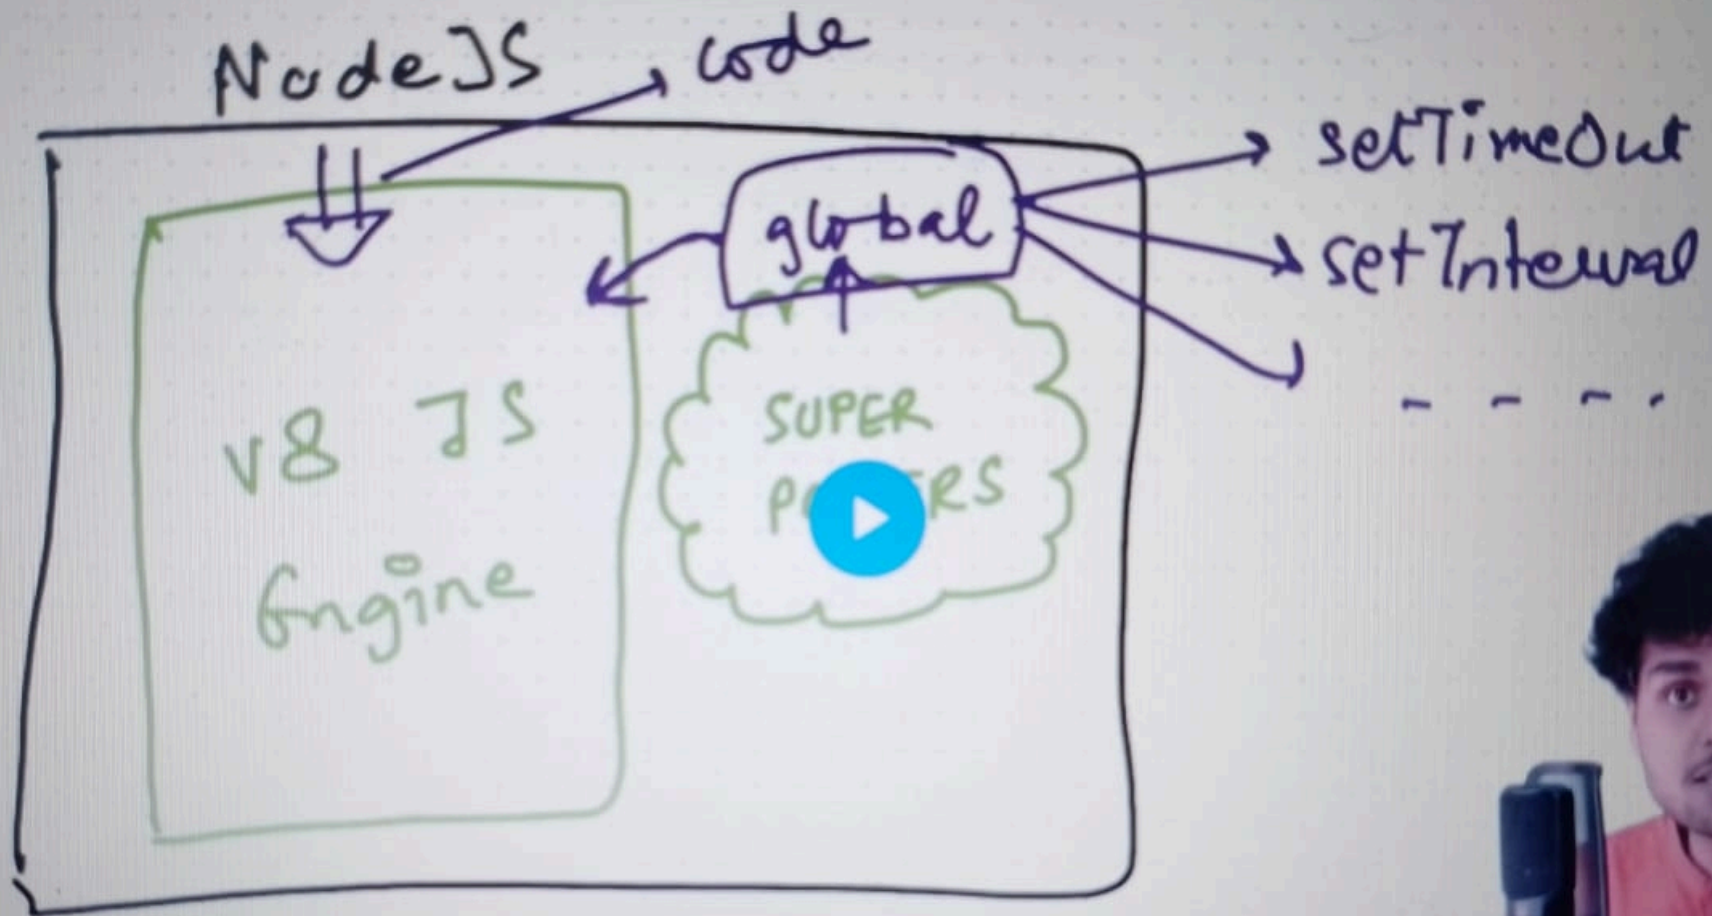 NodeJS
code
global
setTimeOut
setInterval
- - - -
v8 JS
Engine
SUPER